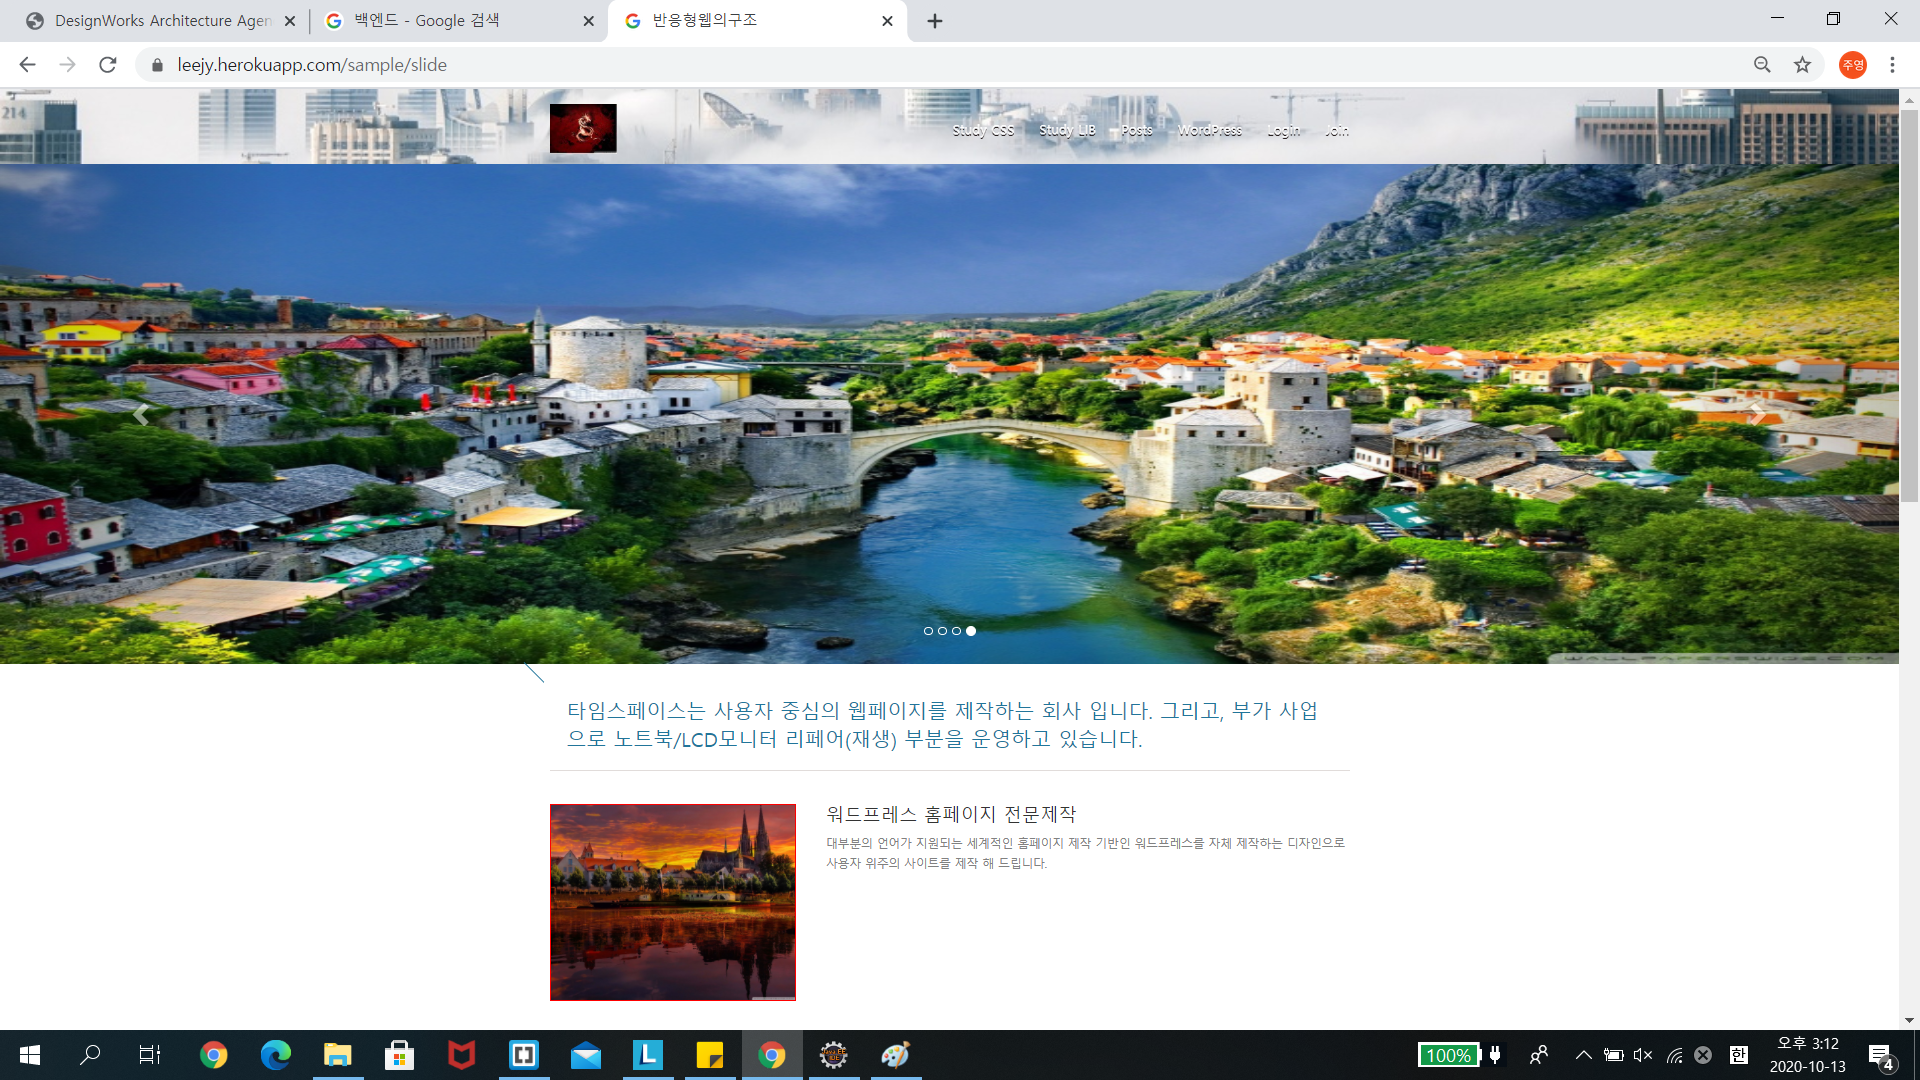 DesignWorks Architecture Agen
백엔드 - Google 검색
반응형웹의구조
leejy.herokuapp.com/sample/slide
주영
214
Study CSS Study LIB Posts WordPress Login Join
타임스페이스는 사용자 중심의 웹페이지를 제작하는 회사 입니다. 그리고, 부가 사업
으로 노트북/LCD모니터 리페어(재생) 부분을 운영하고 있습니다.
워드프레스 홈페이지 전문제작
대부분의 언어가 지원되는 세계적인 홈페이지 제작 기반인 워드프레스를 자체 제작하는 디자인으로
사용자 위주의 사이트를 제작 해 드립니다.
L
100%
한
오후 3:12
2020-10-13
4